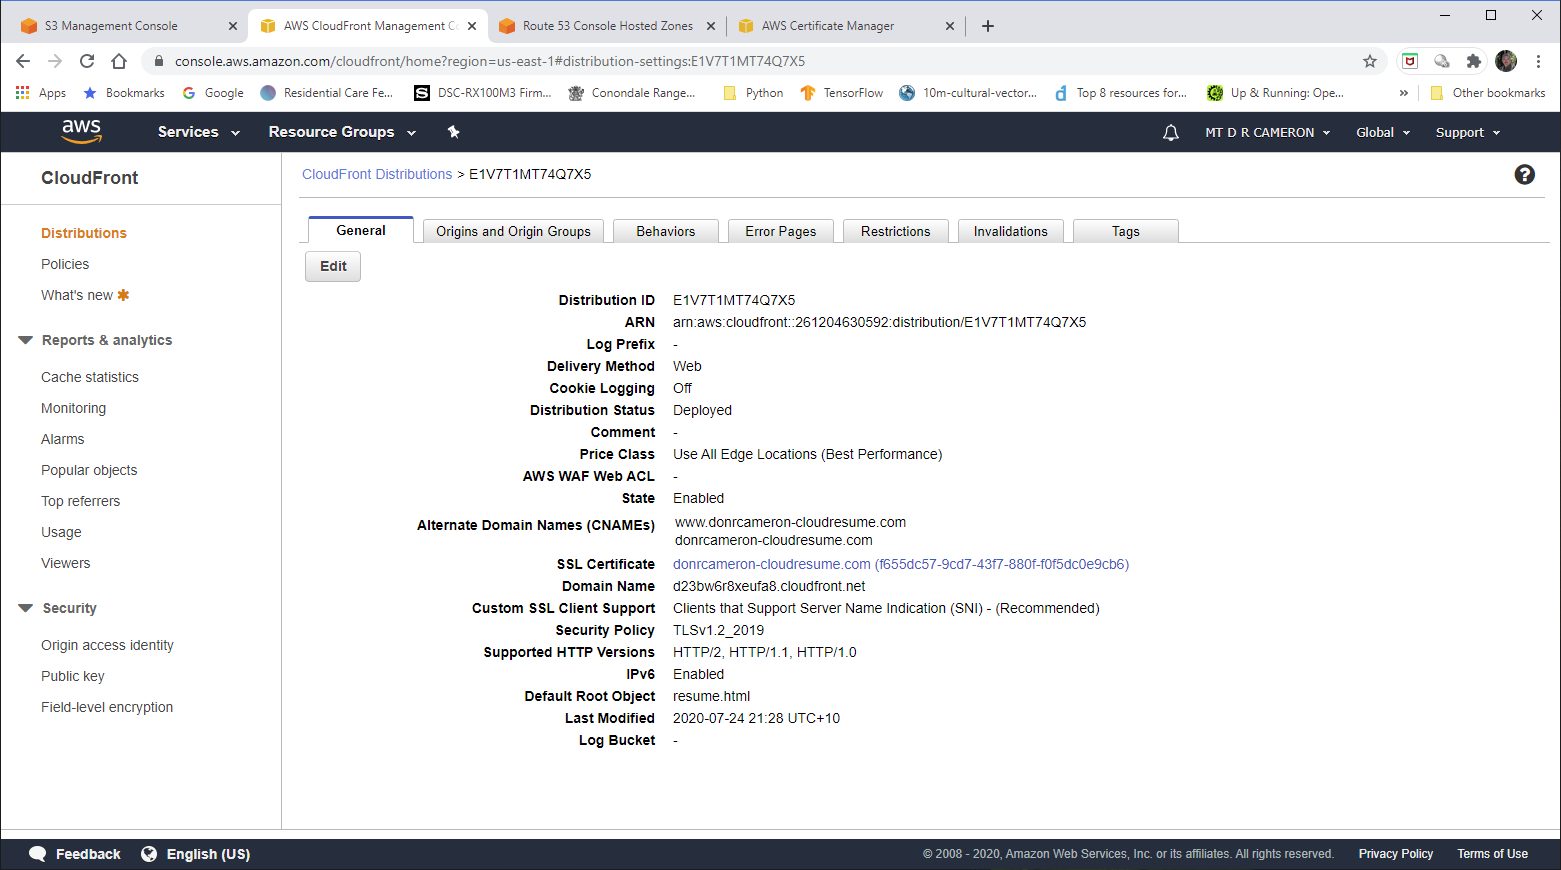 S3 Management Console
AWS CloudFront Management C
Route 53 Console Hosted Zones
AWS Certificate Manager
console.aws.amazon.com/cloudfront/home?region=us-east-1#distribution-settings:E1V7T1MT74Q7X5
Apps
Bookmarks
Google
Residential Care Fe...
DSC-RX100M3 Firm...
Conondale Range...
Python
TensorFlow
10m-cultural-vector...
Top 8 resources for...
Up & Running: Ope...
»
Other bookmarks
aws
Services
Resource Groups
MT D R CAMERON
Global
Support
CloudFront
Distributions
Policies
What's new
Reports & analytics
Cache statistics
Monitoring
Alarms
Popular objects
Top referrers
Usage
Viewers
Security
Origin access identity
Public key
Field-level encryption
CloudFront Distributions > E1V7T1MT74Q7X5
?
General
Origins and Origin Groups
Behaviors
Error Pages
Restrictions
Invalidations
Tags
Edit
Distribution ID E1V7T1MT74Q7X5
ARN arn:aws:cloudfront::261204630592:distribution/E1V7T1MT74Q7X5
Log Prefix -
Delivery Method Web
Cookie Logging Off
Distribution Status Deployed
Comment -
Price Class Use All Edge Locations (Best Performance)
AWS WAF Web ACL -
State Enabled
Alternate Domain Names (CNAMEs) www.donrcameron-cloudresume.com
donrcameron-cloudresume.com
SSL Certificate donrcameron-cloudresume.com (f655dc57-9cd7-43f7-880f-f0f5dc0e9cb6)
Domain Name d23bw6r8xeufa8.cloudfront.net
Custom SSL Client Support Clients that Support Server Name Indication (SNI) - (Recommended)
Security Policy TLSv1.2_2019
Supported HTTP Versions HTTP/2, HTTP/1.1, HTTP/1.0
IPv6 Enabled
Default Root Object resume.html
Last Modified 2020-07-24 21:28 UTC+10
Log Bucket -
Feedback
English (US)
© 2008 - 2020, Amazon Web Services, Inc. or its affiliates. All rights reserved.
Privacy Policy
Terms of Use